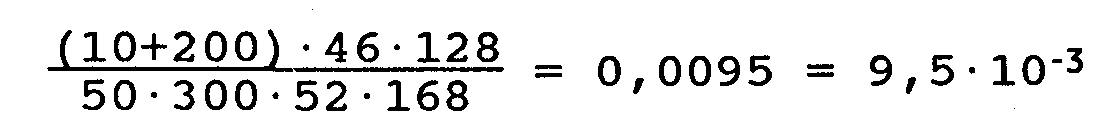 (10+200)·46·128
50·300·52·168 = 0,0095 = 9,5·10⁻³